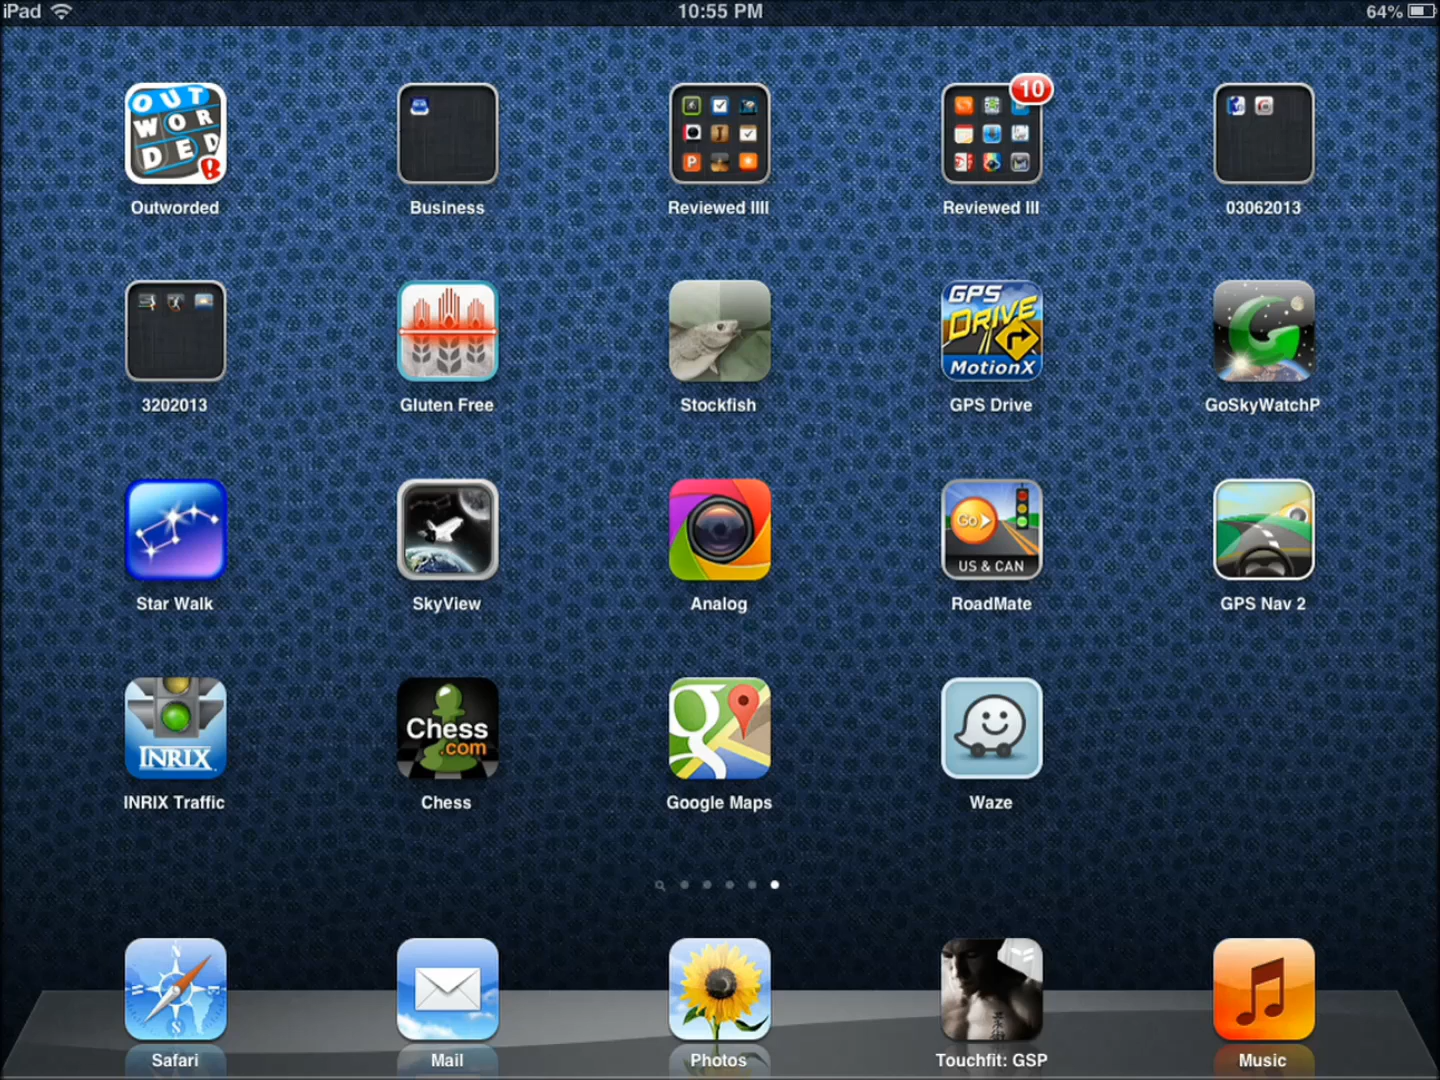 iPad 10:55 PM 64%
OUT
WOR
DED!
10
Outworded Business Reviewed IIII Reviewed III 03062013
GPS
DRIVE
MotionX
3202013 Gluten Free Stockfish GPS Drive GoSkyWatchP
Go
US & CAN
Star Walk SkyView Analog RoadMate GPS Nav 2
INRIX
Chess
.com
g
INRIX Traffic Chess Google Maps Waze
N
S
Safari Mail Photos Touchfit: GSP Music